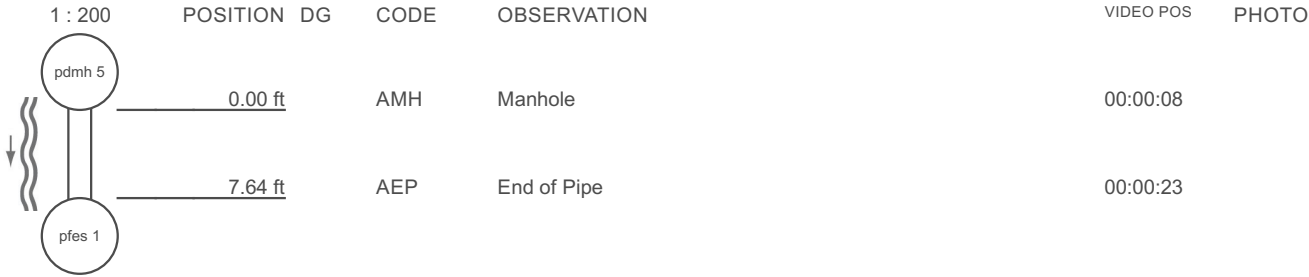 1 : 200 POSITION DG CODE OBSERVATION VIDEO POS PHOTO
pdmh 5
0.00 ft AMH Manhole 00:00:08
7.64 ft AEP End of Pipe 00:00:23
pfes 1